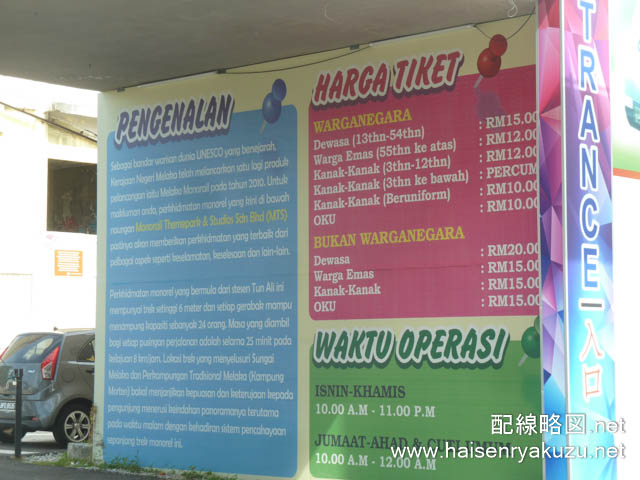 PENGENALAN
Sebagai bandar warisan dunia UNESCO yang bersejarah,
Kerajaan Negeri Melaka telah melancarkan satu lagi produk
pelancongan iaitu Melaka Monorail pada tahun 2010. Untuk
makluman anda, perkhidmatan monorel yang kini di bawah
naungan Monorail Themepark & Studios Sdn Bhd (MTS)
pastinya akan memberikan perkhidmatan yang terbaik dari
pelbagai aspek seperti keselamatan, keselesaan dan lain-lain.
Perkhidmatan monorel yang bermula dari stesen Tun Ali ini
mempunyai trek setinggi 6 meter dan setiap gerabak mampu
menampung kapasiti sebanyak 24 orang. Masa yang diambil
bagi setiap pusingan perjalanan adalah selama 25 minit pada
kelajuan 8 km/jam. Lokasi trek yang menyelusuri Sungai
Melaka dan Perkampungan Tradisional Melaka (Kampung
Morten) bakal menjanjikan kepuasan dan keterujaan kepada
pengunjung menerusi keindahan panoramanya terutama
pada waktu malam dengan kehadiran sistem pencahayaan
sepanjang trek monorel ini.
HARGA TIKET
WARGANEGARA
Dewasa (13thn-54thn) : RM15.00
Warga Emas (55thn ke atas) : RM12.00
Kanak-Kanak (3thn-12thn) : RM12.00
Kanak-Kanak (3thn ke bawah) : PERCUM
Kanak-Kanak (Beruniform) : RM10.00
OKU : RM10.00
BUKAN WARGANEGARA
Dewasa : RM20.00
Warga Emas : RM15.00
Kanak-Kanak : RM15.00
OKU : RM15.00
WAKTU OPERASI
ISNIN-KHAMIS
10.00 A.M - 11.00 P.M
JUMAAT-AHAD & CUTI UMUM
10.00 A.M - 12.00 A.M
TRANCE
入口
配線略図.net
www.haisenryakuzu.net